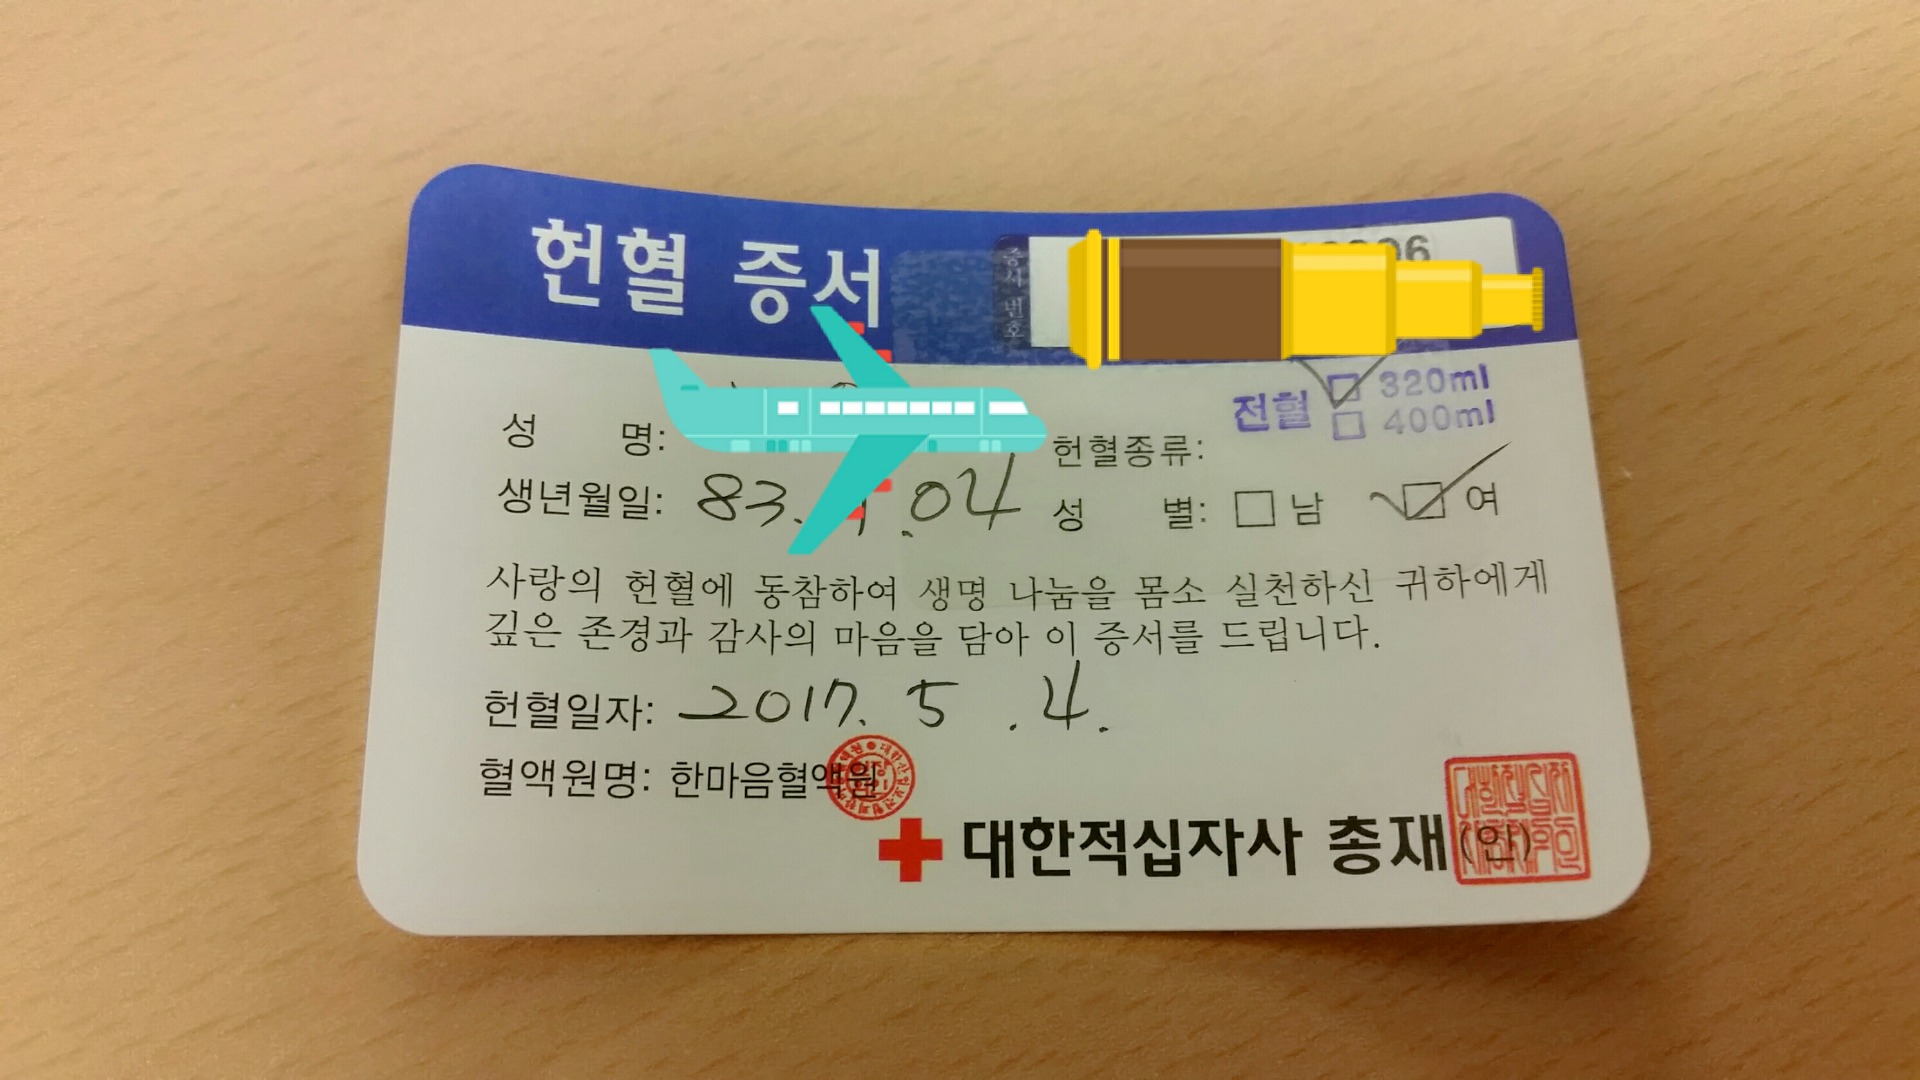 헌혈 증서
증서번호
성 명:
헌혈종류: 전혈 320ml
400ml
생년월일: 83. .04
성 별: 남 여
사랑의 헌혈에 동참하여 생명 나눔을 몸소 실천하신 귀하에게
깊은 존경과 감사의 마음을 담아 이 증서를 드립니다.
헌혈일자: 2017. 5 .4.
혈액원명: 한마음혈액원
대한적십자사 총재(인)